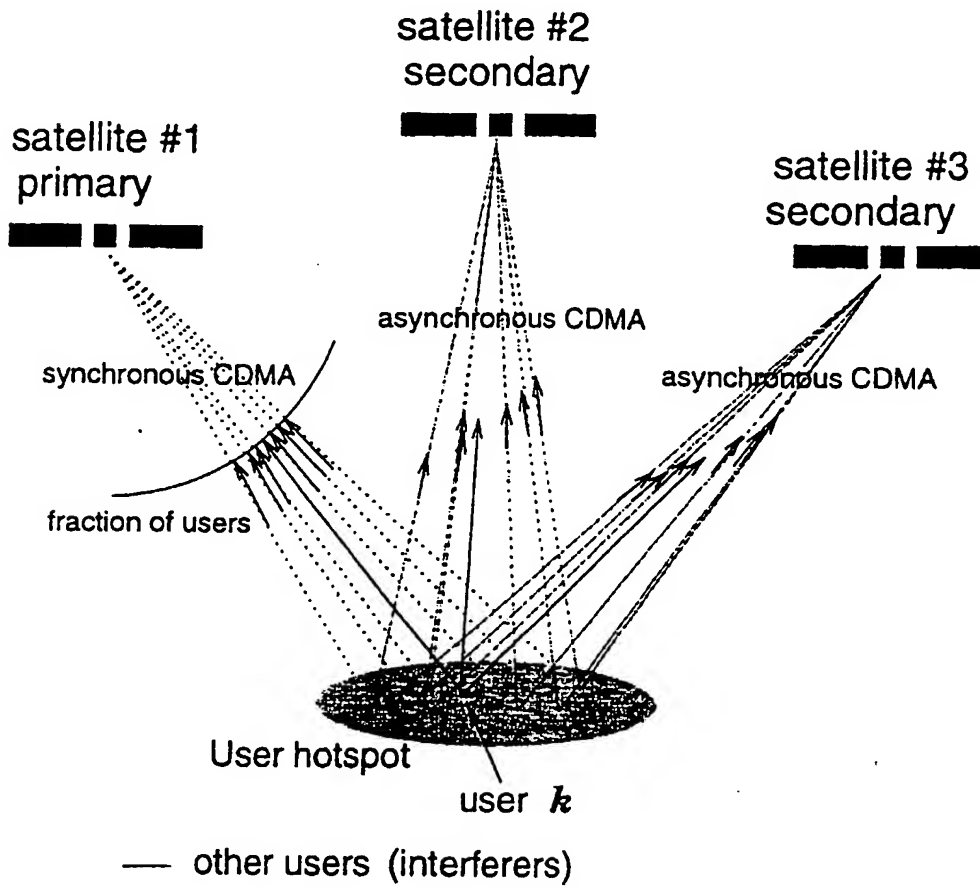 satellite #2
secondary
satellite #1
primary
satellite #3
secondary
asynchronous CDMA
synchronous CDMA
asynchronous CDMA
fraction of users
User hotspot
user k
other users (interferers)